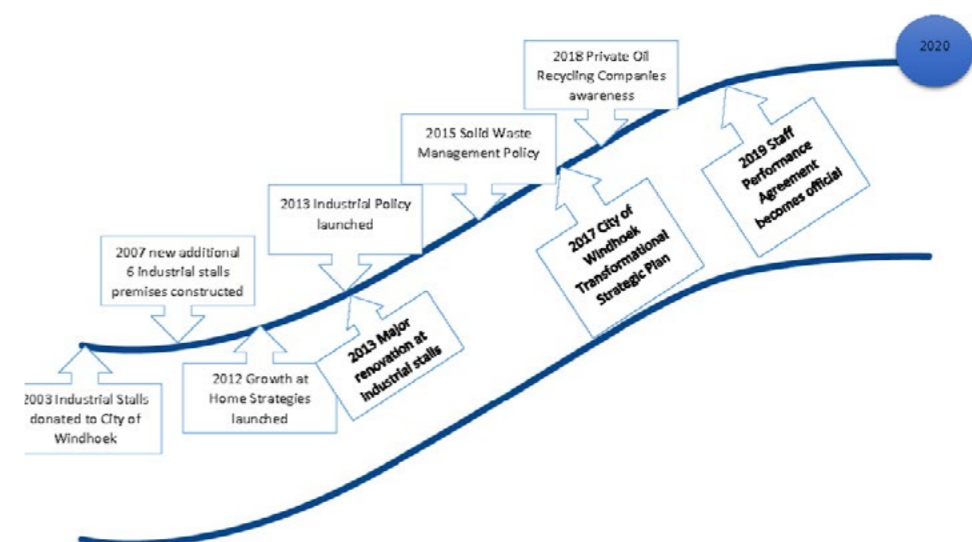 2020
2018 Private Oil
Recycling Companies
awareness
2015 Solid Waste
Management Policy
2019 Staff
Performance
Agreement
becomes official
2013 Industrial Policy
launched
2017 City of
Windhoek
Transformational
Strategic Plan
2007 new additional
6 industrial stalls
premises constructed
2013 Major
renovation at
industrial stalls
2012 Growth at
Home Strategies
launched
2003 Industrial Stalls
donated to City of
Windhoek